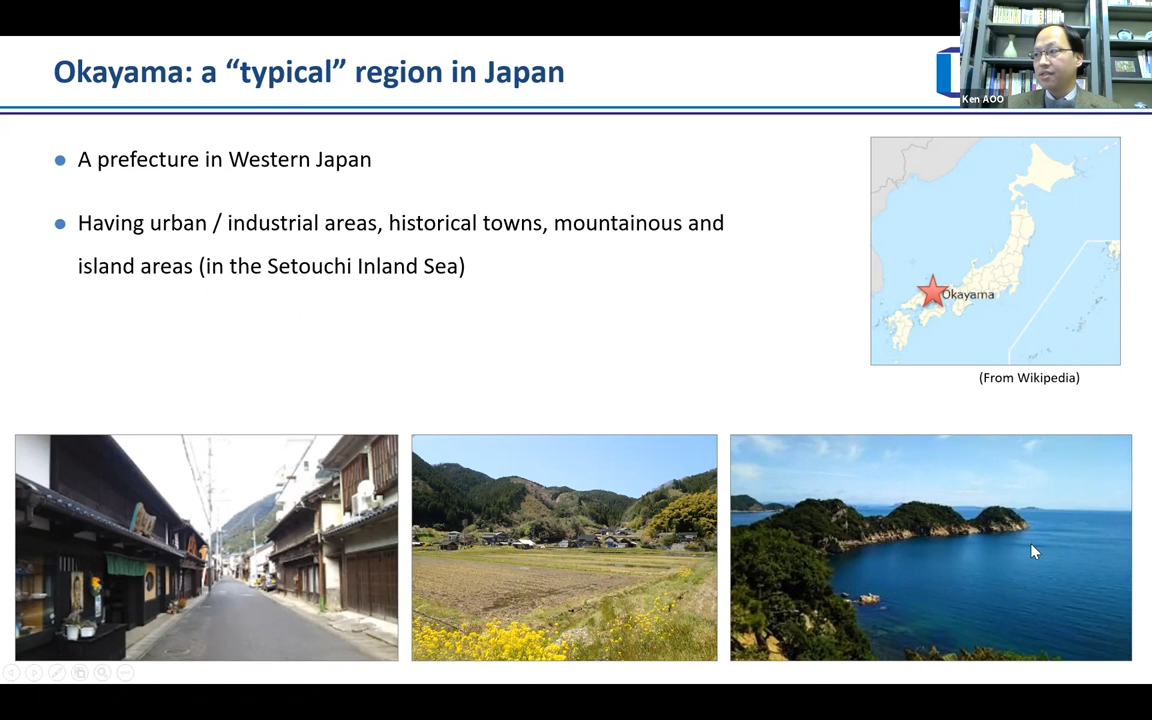 Okayama: a “typical” region in Japan
Ken AOO
● A prefecture in Western Japan
● Having urban / industrial areas, historical towns, mountainous and
island areas (in the Setouchi Inland Sea)
Okayama
(From Wikipedia)